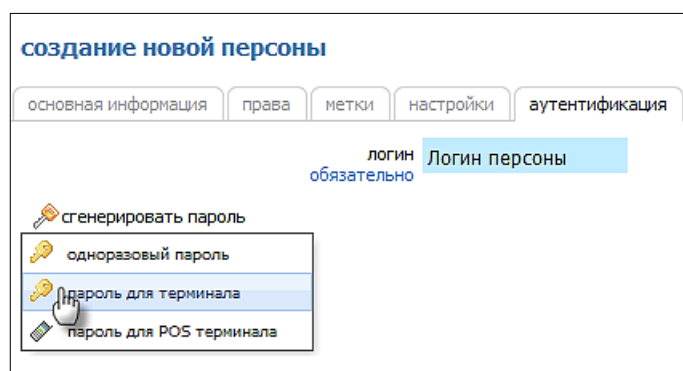 создание новой персоны
основная информация права метки настройки аутентификация
логин Логин персоны
обязательно
сгенерировать пароль
одноразовый пароль
пароль для терминала
пароль для POS терминала